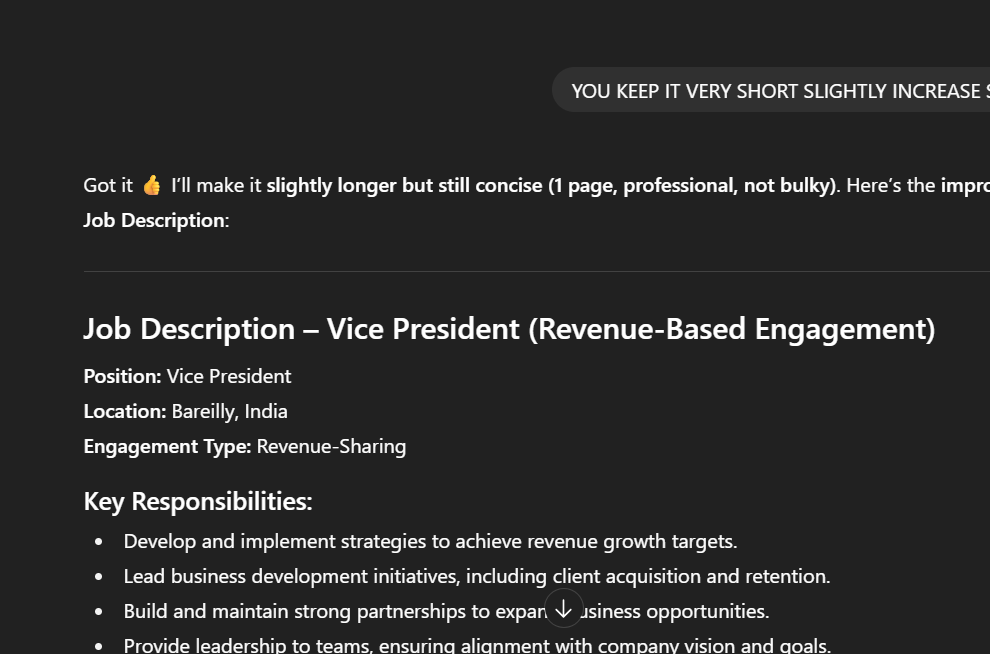 YOU KEEP IT VERY SHORT SLIGHTLY INCREASE
Got it 👍 I'll make it slightly longer but still concise (1 page, professional, not bulky). Here's the
Job Description:
Job Description – Vice President (Revenue-Based Engagement)
Position: Vice President
Location: Bareilly, India
Engagement Type: Revenue-Sharing
Key Responsibilities:
• Develop and implement strategies to achieve revenue growth targets.
• Lead business development initiatives, including client acquisition and retention.
• Build and maintain strong partnerships to opportunities.
• Provide leadership to teams, ensuring alignment with company vision and goals.